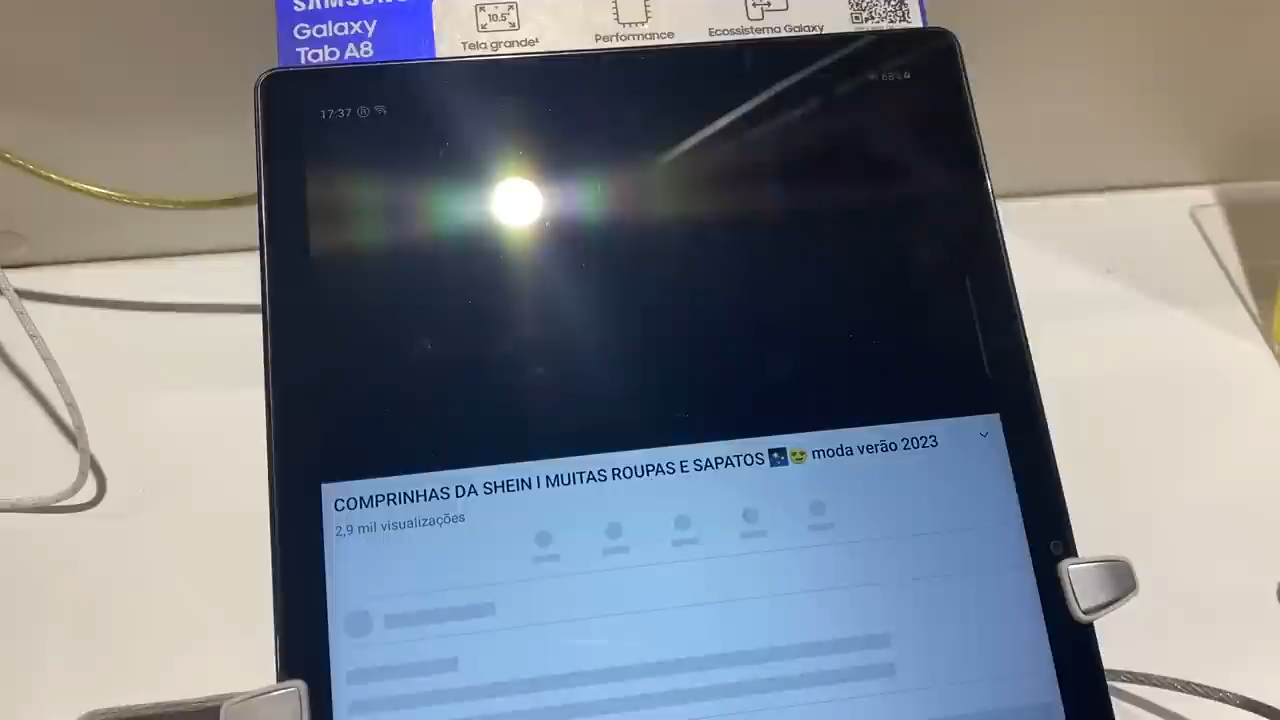 SAMSUNG
Galaxy
Tab A8
10.5"
Tela grande¹
Performance
Ecossistema Galaxy
17:37
COMPRINHAS DA SHEIN l MUITAS ROUPAS E SAPATOS 🌃😍 moda verão 2023
2,9 mil visualizações